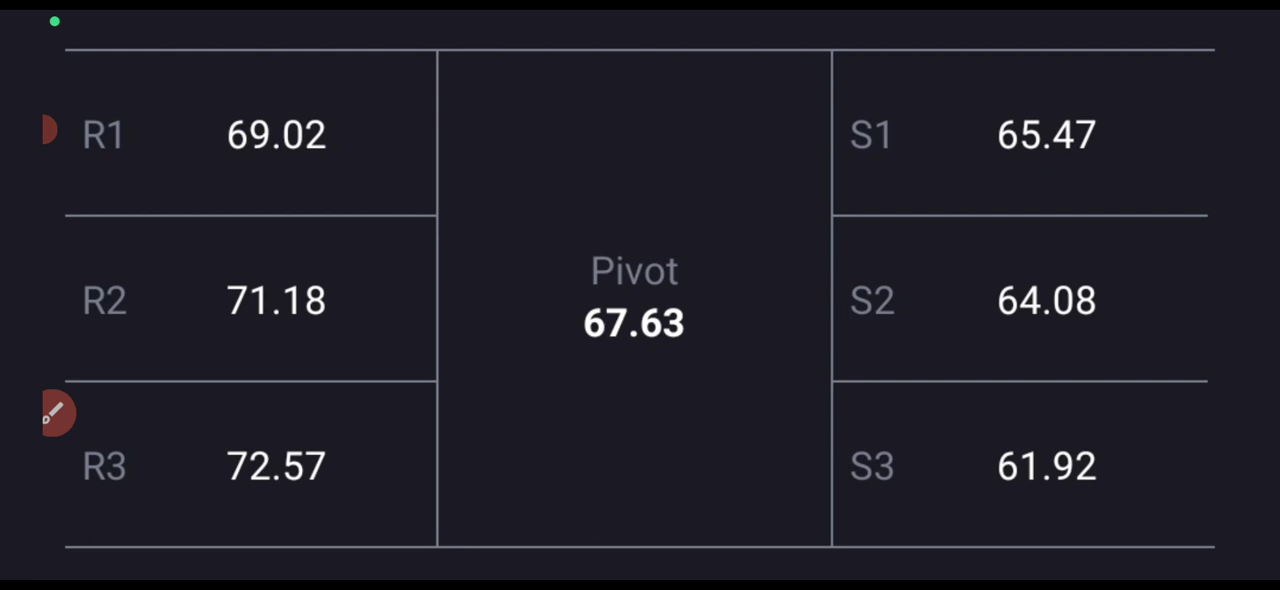 R1 69.02
R2 71.18
R3 72.57
Pivot
67.63
S1 65.47
S2 64.08
S3 61.92